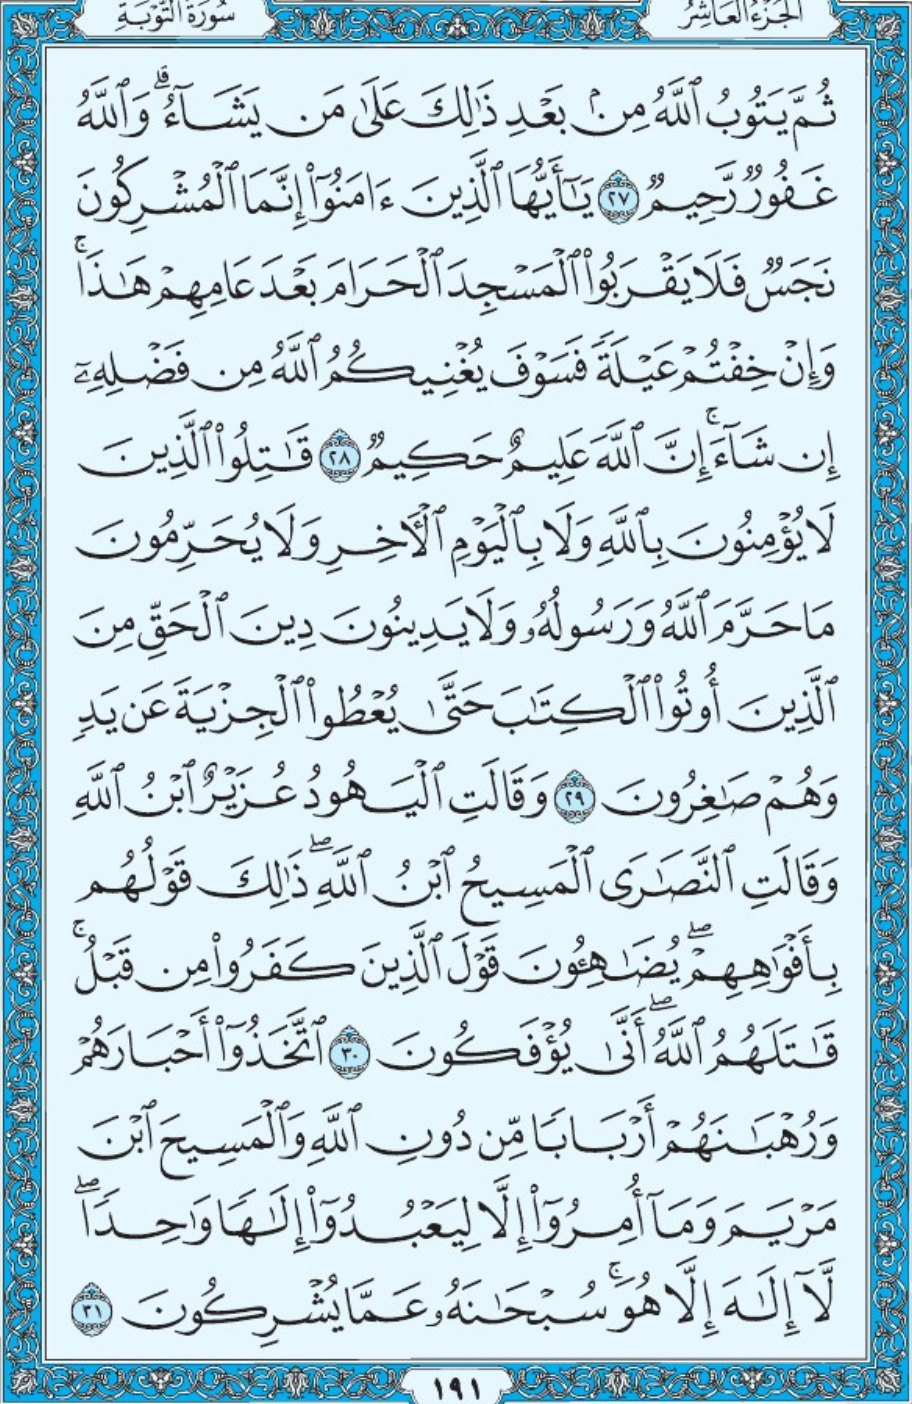 الجزء العاشر
سورة التوبة
ثُمَّ يَتُوبُ ٱللَّهُ مِنۢ بَعْدِ ذَٰلِكَ عَلَىٰ مَن يَشَآءُ ۗ وَٱللَّهُ
غَفُورٌ رَّحِيمٌ ٢٧ يَٰٓأَيُّهَا ٱلَّذِينَ ءَامَنُوٓا۟ إِنَّمَا ٱلْمُشْرِكُونَ
نَجَسٌ فَلَا يَقْرَبُوا۟ ٱلْمَسْجِدَ ٱلْحَرَامَ بَعْدَ عَامِهِمْ هَٰذَا ۚ
وَإِنْ خِفْتُمْ عَيْلَةً فَسَوْفَ يُغْنِيكُمُ ٱللَّهُ مِن فَضْلِهِۦٓ
إِن شَآءَ ۚ إِنَّ ٱللَّهَ عَلِيمٌ حَكِيمٌ ٢٨ قَٰتِلُوا۟ ٱلَّذِينَ
لَا يُؤْمِنُونَ بِٱللَّهِ وَلَا بِٱلْيَوْمِ ٱلْءَاخِرِ وَلَا يُحَرِّمُونَ
مَا حَرَّمَ ٱللَّهُ وَرَسُولُهُۥ وَلَا يَدِينُونَ دِينَ ٱلْحَقِّ مِنَ
ٱلَّذِينَ أُوتُوا۟ ٱلْكِتَٰبَ حَتَّىٰ يُعْطُوا۟ ٱلْجِزْيَةَ عَن يَدٍ
وَهُمْ صَٰغِرُونَ ٢٩ وَقَالَتِ ٱلْيَهُودُ عُزَيْرٌ ٱبْنُ ٱللَّهِ
وَقَالَتِ ٱلنَّصَٰرَى ٱلْمَسِيحُ ٱبْنُ ٱللَّهِ ۖ ذَٰلِكَ قَوْلُهُم
بِأَفْوَٰهِهِمْ ۖ يُضَٰهِـُٔونَ قَوْلَ ٱلَّذِينَ كَفَرُوا۟ مِن قَبْلُ ۚ
قَٰتَلَهُمُ ٱللَّهُ ۖ أَنَّىٰ يُؤْفَكُونَ ٣٠ ٱتَّخَذُوٓا۟ أَحْبَارَهُمْ
وَرُهْبَٰنَهُمْ أَرْبَابًا مِّن دُونِ ٱللَّهِ وَٱلْمَسِيحَ ٱبْنَ
مَرْيَمَ وَمَآ أُمِرُوٓا۟ إِلَّا لِيَعْبُدُوٓا۟ إِلَٰهًا وَٰحِدًا ۖ
لَّآ إِلَٰهَ إِلَّا هُوَ ۚ سُبْحَٰنَهُۥ عَمَّا يُشْرِكُونَ ٣١
١٩١